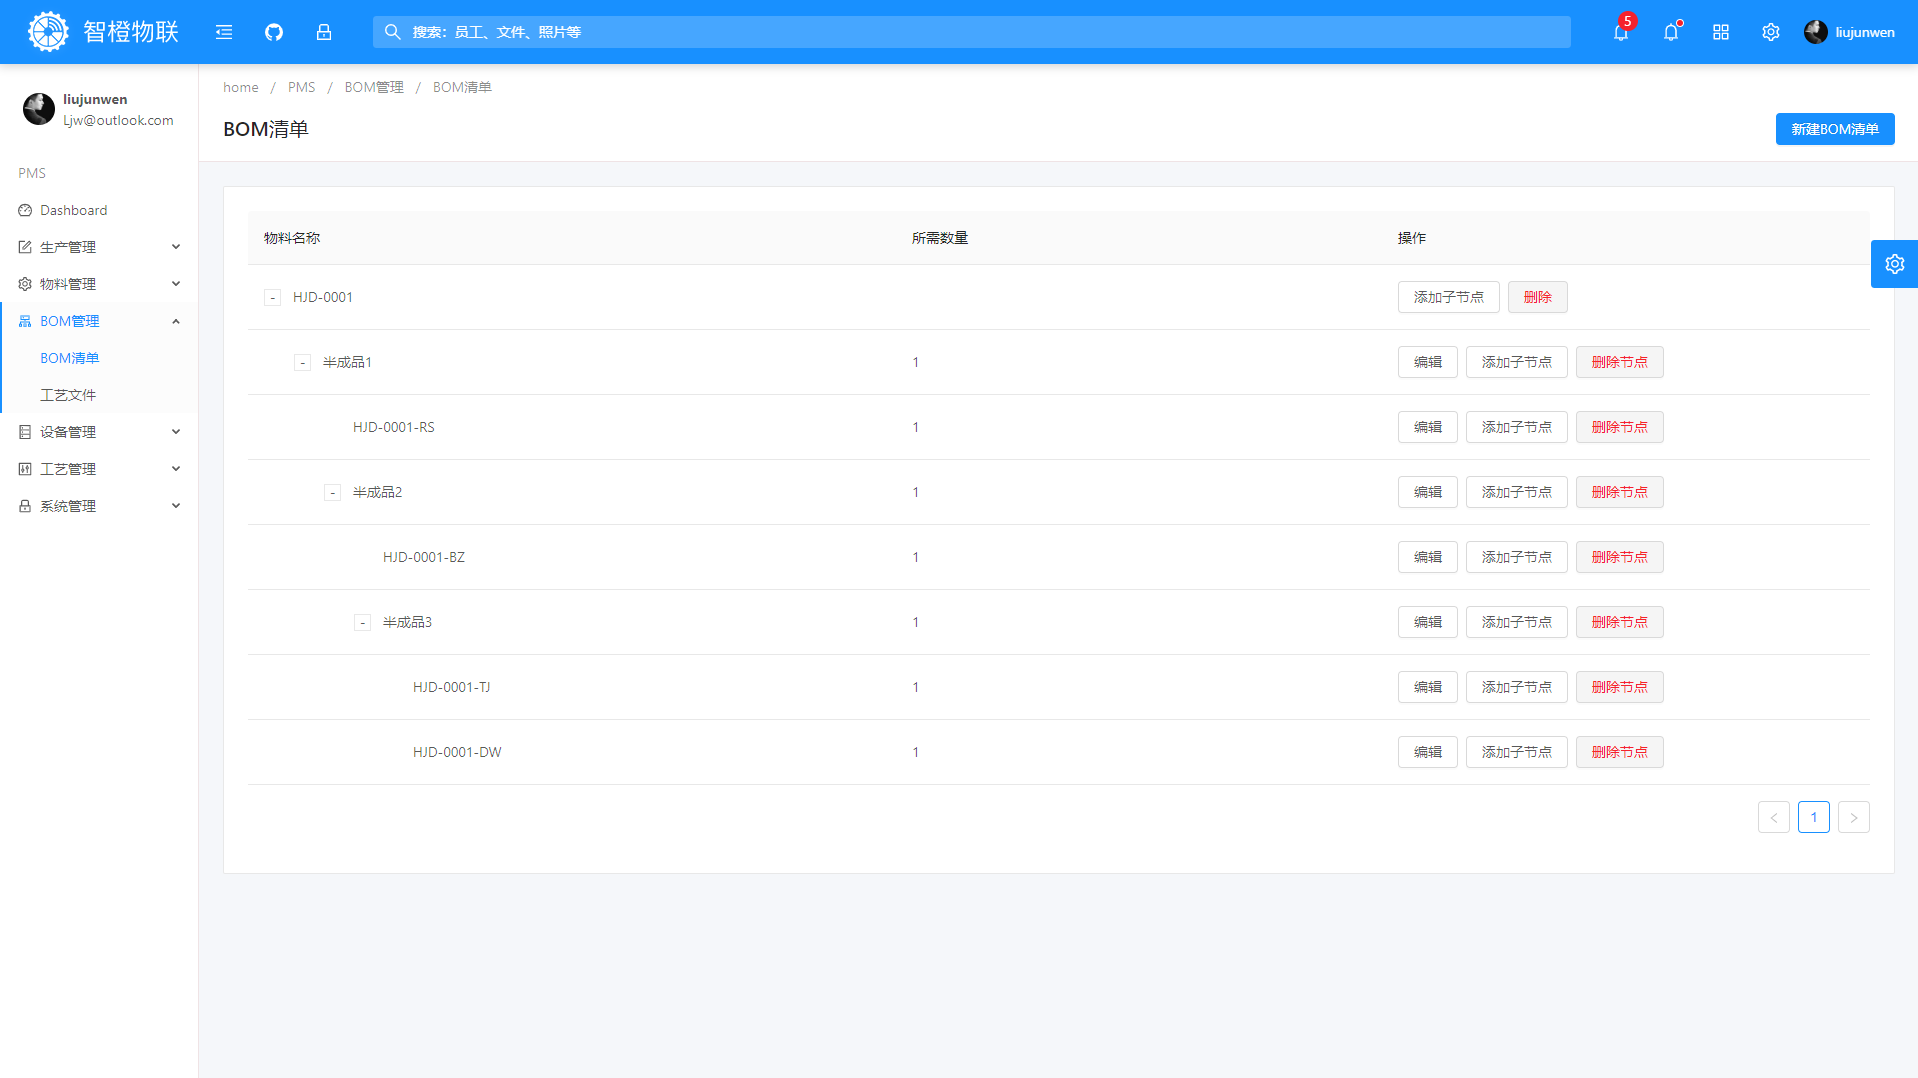 智橙物联
搜索：员工、文件、照片等
5
liujunwen
liujunwen
Ljw@outlook.com
PMS
Dashboard
生产管理
物料管理
BOM管理
BOM清单
工艺文件
设备管理
工艺管理
系统管理
home / PMS / BOM管理 / BOM清单
BOM清单
新建BOM清单
物料名称 所需数量 操作
- HJD-0001 添加子节点 删除
- 半成品1 1 编辑 添加子节点 删除节点
HJD-0001-RS 1 编辑 添加子节点 删除节点
- 半成品2 1 编辑 添加子节点 删除节点
HJD-0001-BZ 1 编辑 添加子节点 删除节点
- 半成品3 1 编辑 添加子节点 删除节点
HJD-0001-TJ 1 编辑 添加子节点 删除节点
HJD-0001-DW 1 编辑 添加子节点 删除节点
< 1 >